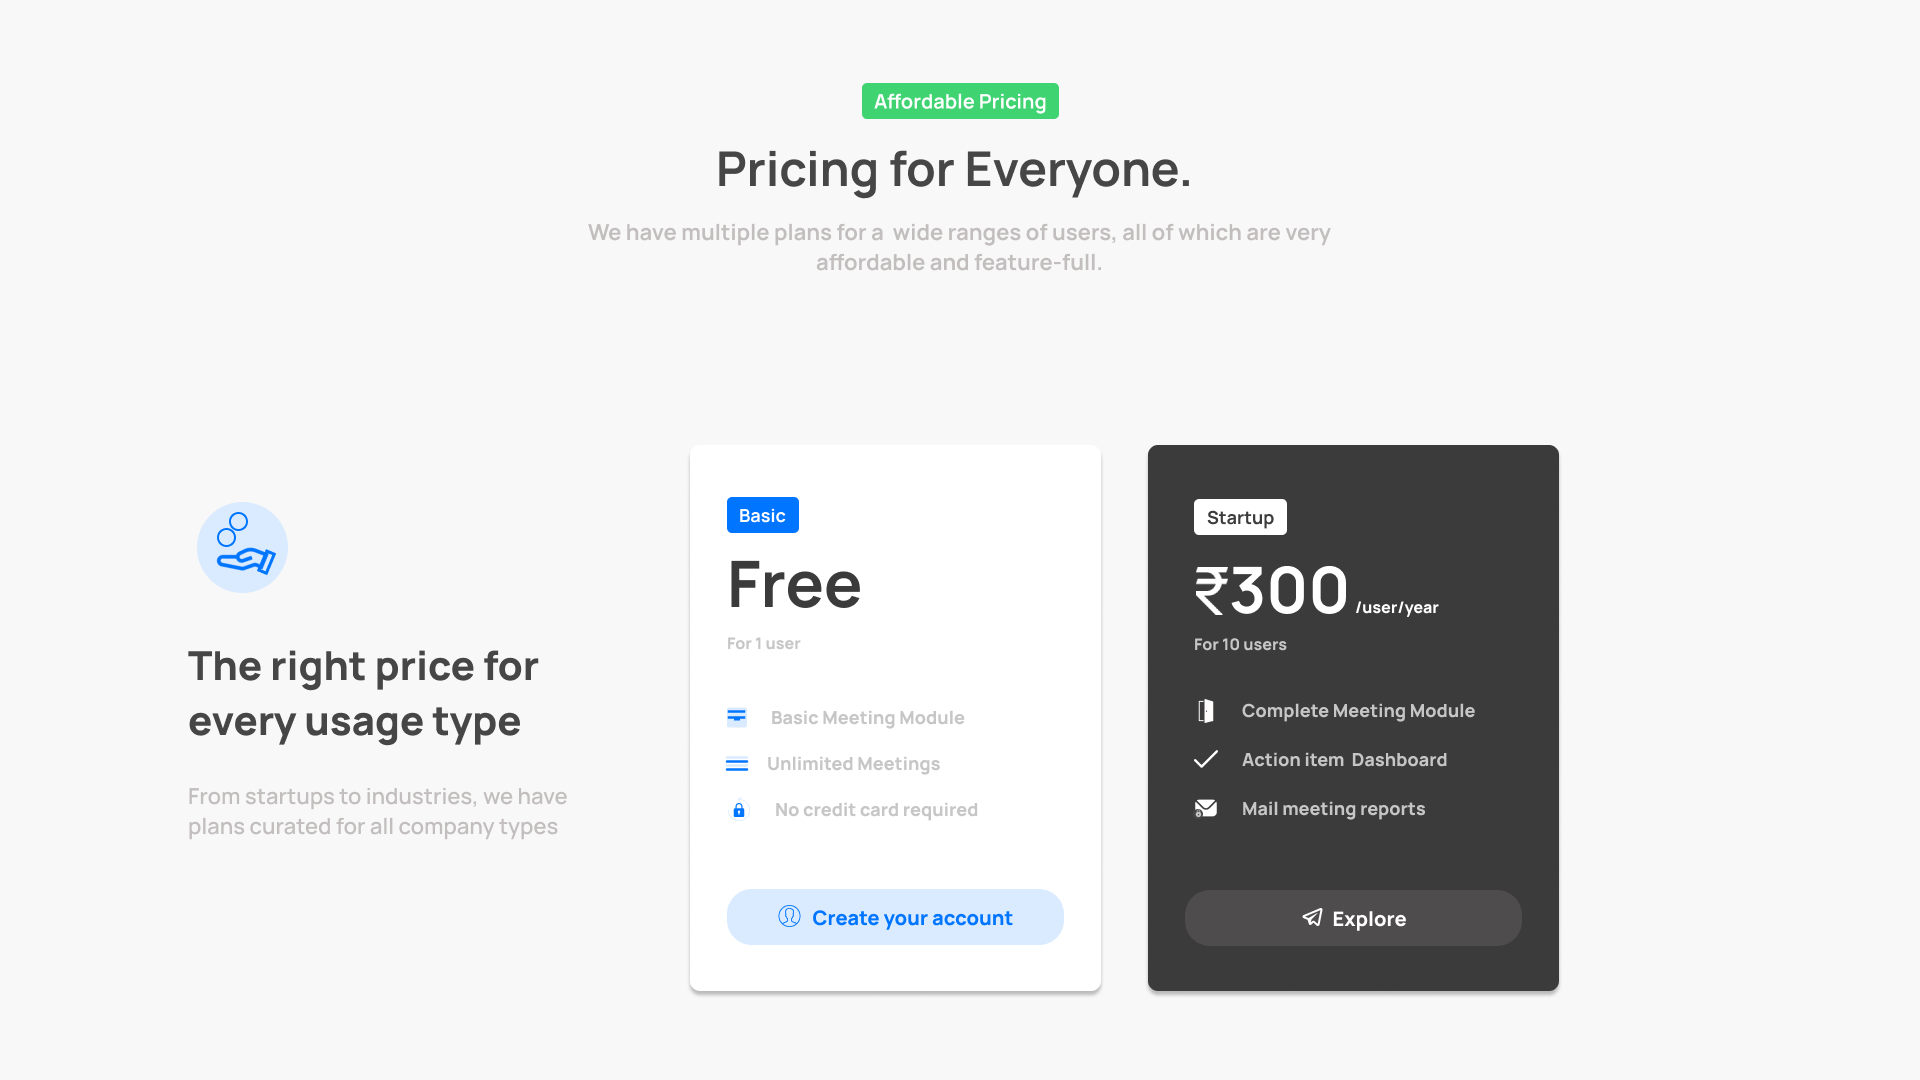 Affordable Pricing
Pricing for Everyone.
We have multiple plans for a  wide ranges of users, all of which are very
affordable and feature-full.
The right price for
every usage type
From startups to industries, we have
plans curated for all company types
Basic
Free
For 1 user
Basic Meeting Module
Unlimited Meetings
No credit card required
Create your account
Startup
₹300 /user/year
For 10 users
Complete Meeting Module
Action item  Dashboard
Mail meeting reports
Explore